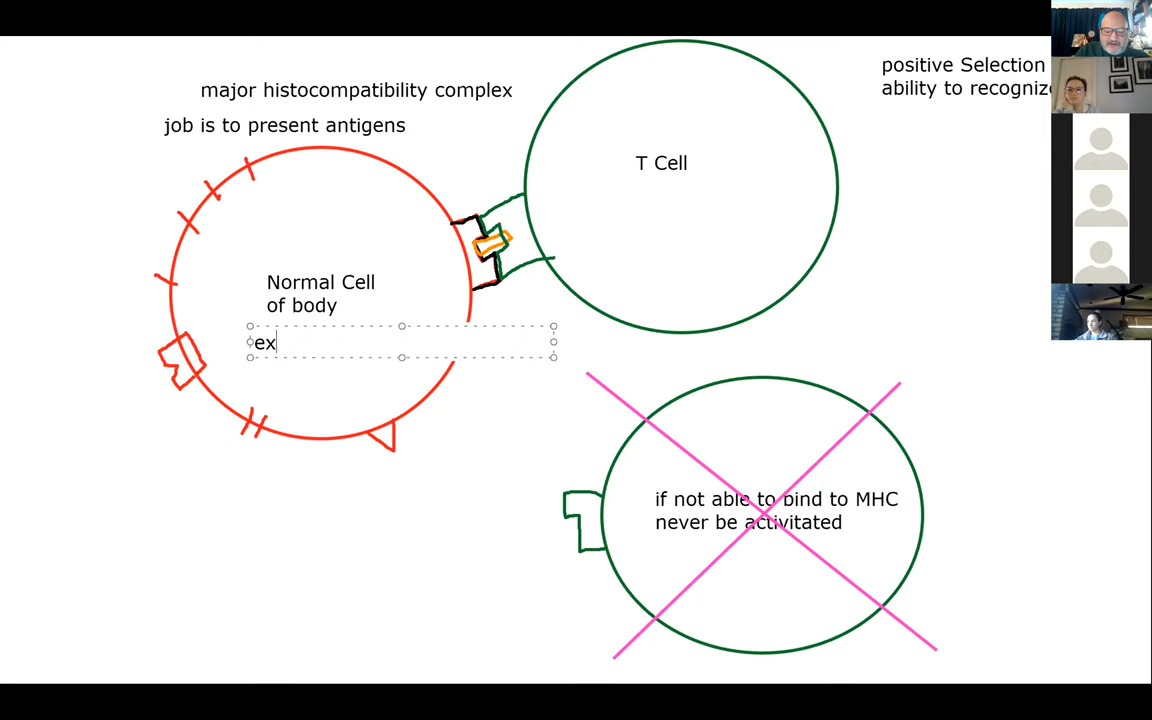 major histocompatibility complex
job is to present antigens
T Cell
positive Selection
ability to recognize
Normal Cell
of body
ex
if not able to bind to MHC
never be activitated